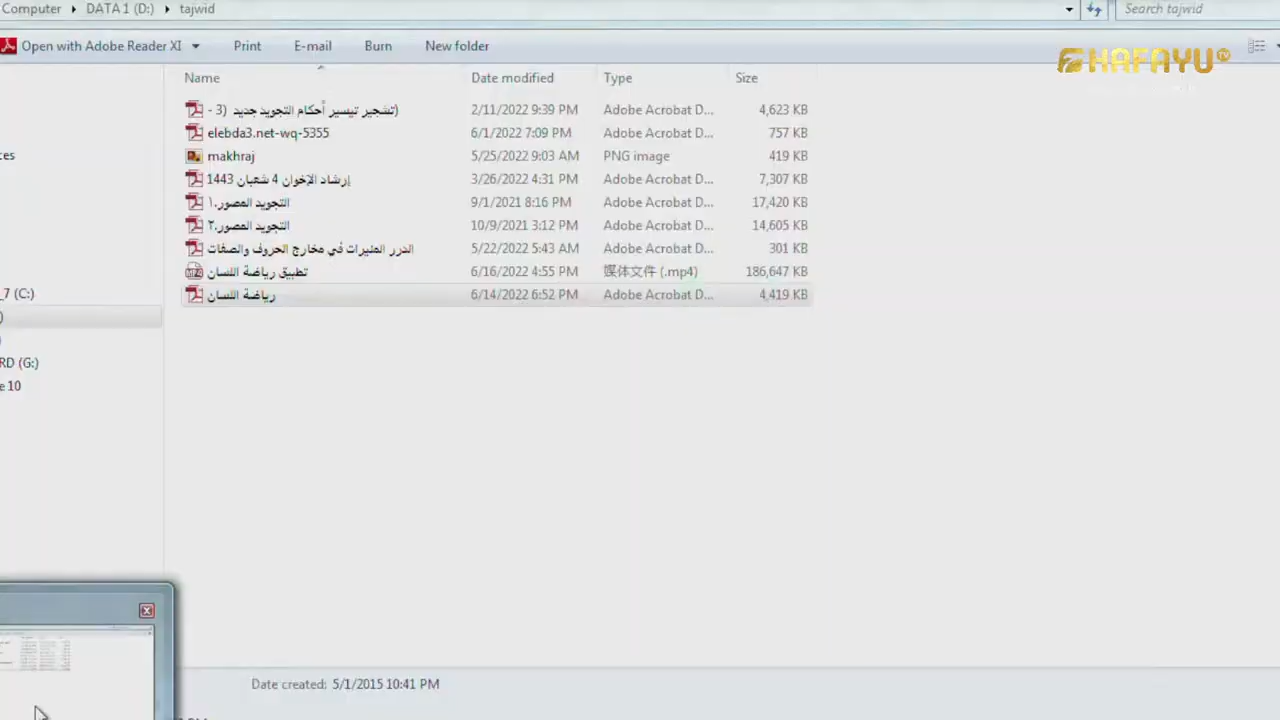 Computer ▸ DATA 1 (D:) ▸ tajwid
Search tajwid
Open with Adobe Reader XI Print E-mail Burn New folder
HAFAYU TV
Name Date modified Type Size
(تشجير تيسير أحكام التجويد جديد (3 - 2/11/2022 9:39 PM Adobe Acrobat D... 4,623 KB
elebda3.net-wq-5355 6/1/2022 7:09 PM Adobe Acrobat D... 757 KB
makhraj 5/25/2022 9:03 AM PNG image 419 KB
إرشاد الإخوان 4 شعبان 1443 3/26/2022 4:31 PM Adobe Acrobat D... 7,307 KB
التجويد المصور.١ 9/1/2021 8:16 PM Adobe Acrobat D... 17,420 KB
التجويد المصور.٢ 10/9/2021 3:12 PM Adobe Acrobat D... 14,605 KB
الدرر المنيرات في مخارج الحروف والصفات 5/22/2022 5:43 AM Adobe Acrobat D... 301 KB
تطبيق رياضة اللسان 6/16/2022 4:55 PM 媒体文件 (.mp4) 186,647 KB
رياضة اللسان 6/14/2022 6:52 PM Adobe Acrobat D... 4,419 KB
ces
_7 (C:)
)
RD (G:)
e 10
Date created: 5/1/2015 10:41 PM